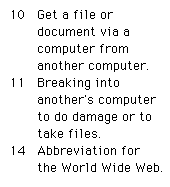 10 Get a file or
document via a
computer from
another computer.
11 Breaking into
another's computer
to do damage or to
take files.
14 Abbreviation for
the World Wide Web.